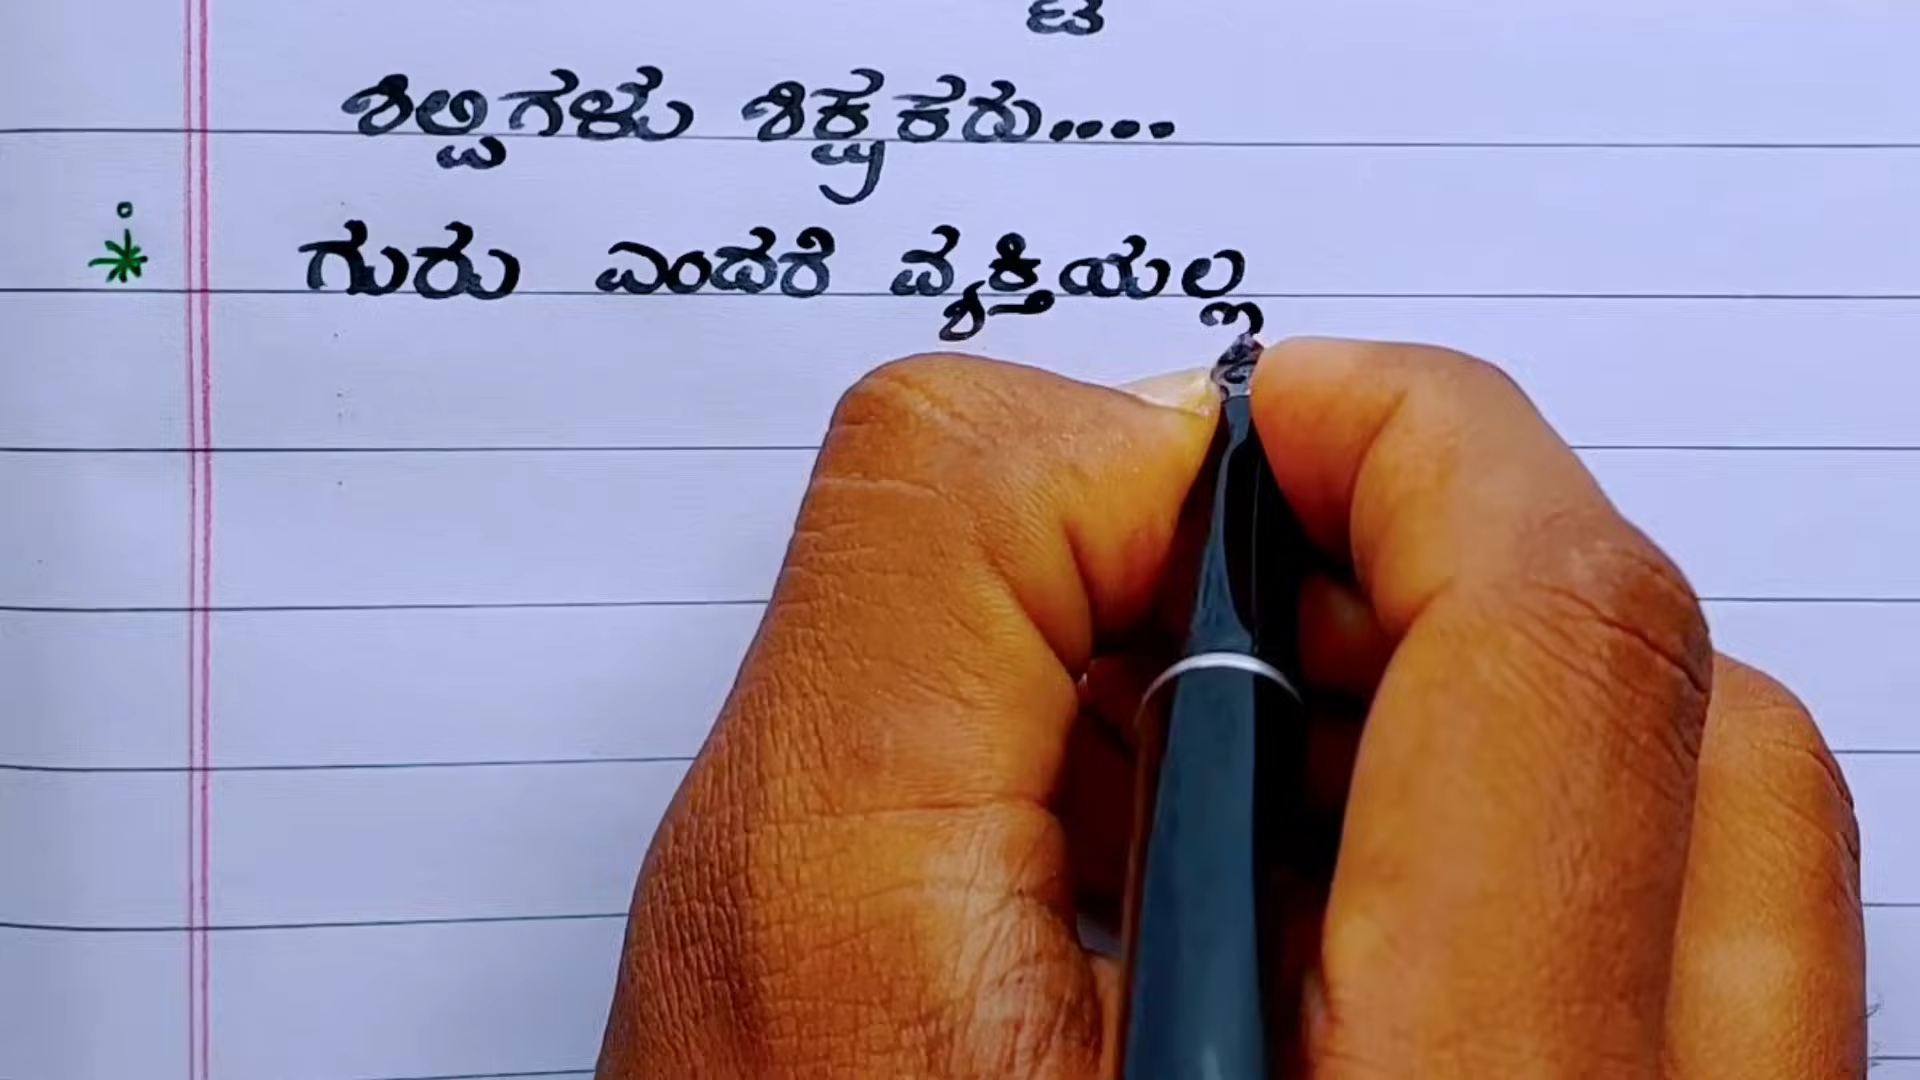 ಶಿಲ್ಪಿಗಳು ಶಿಕ್ಷಕರು....
ಗುರು ಎಂದರೆ ವ್ಯಕ್ತಿಯಲ್ಲ